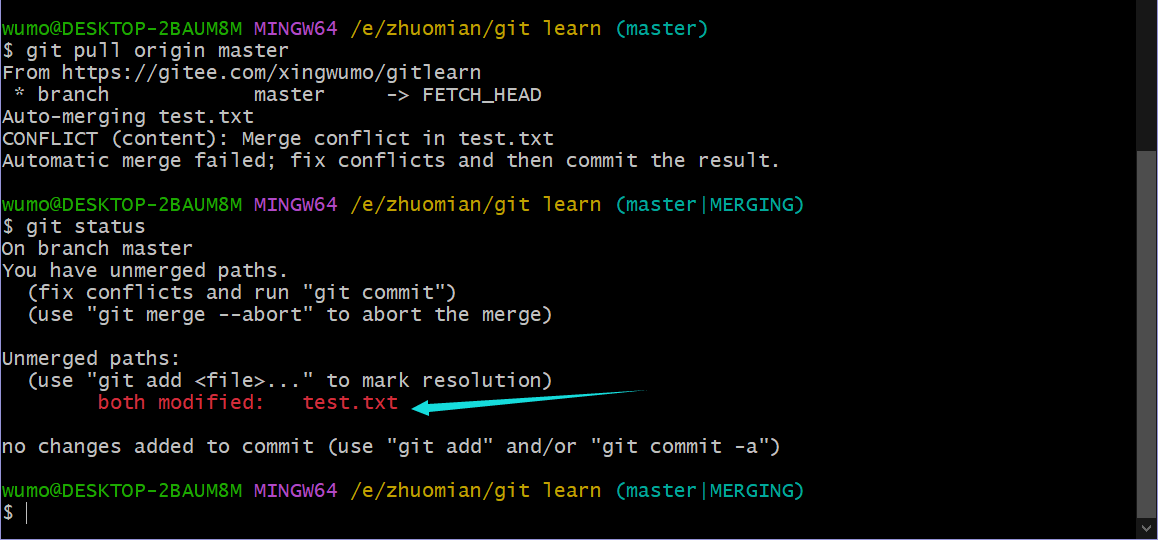 wumo@DESKTOP-2BAUM8M MINGW64 /e/zhuomian/git learn (master)
$ git pull origin master
From https://gitee.com/xingwumo/gitlearn
 * branch            master     -> FETCH_HEAD
Auto-merging test.txt
CONFLICT (content): Merge conflict in test.txt
Automatic merge failed; fix conflicts and then commit the result.
wumo@DESKTOP-2BAUM8M MINGW64 /e/zhuomian/git learn (master|MERGING)
$ git status
On branch master
You have unmerged paths.
  (fix conflicts and run "git commit")
  (use "git merge --abort" to abort the merge)
Unmerged paths:
  (use "git add <file>..." to mark resolution)
        both modified:   test.txt
no changes added to commit (use "git add" and/or "git commit -a")
wumo@DESKTOP-2BAUM8M MINGW64 /e/zhuomian/git learn (master|MERGING)
$